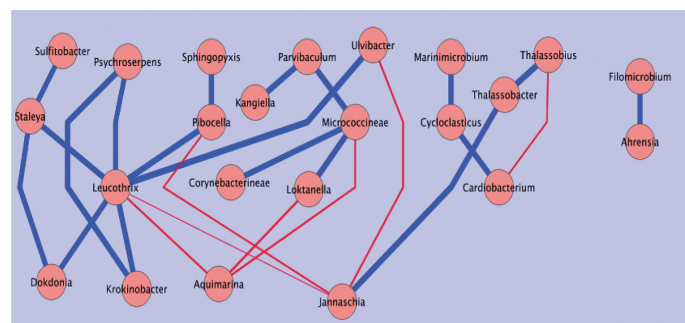 Sulfitobacter
Psychroserpens
Sphingopyxis
Parvibaculum
Ulvibacter
Marinimicrobium
Thalassobius
Filomicrobium
Kangiella
Thalassobacter
Staleya
Pibocella
Micrococcineae
Cycloclasticus
Ahrensia
Leucothrix
Corynebacterineae
Loktanella
Cardiobacterium
Dokdonia
Krokinobacter
Aquimarina
Jannaschia